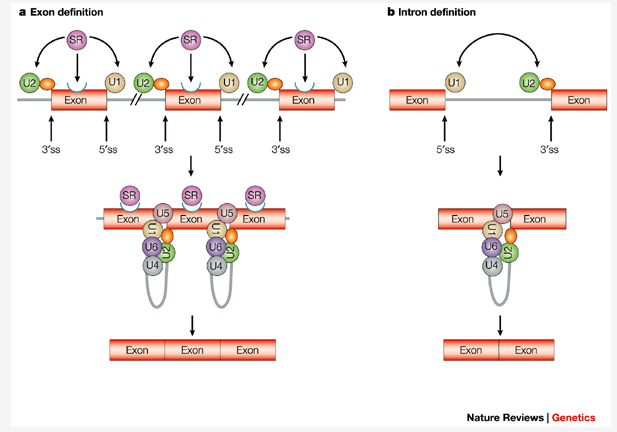 a Exon definition
b Intron definition
SR SR SR
U2 U1 U2 U1 U2 U1 U1 U2
Exon Exon Exon Exon Exon
3′ss 5′ss 3′ss 5′ss 3′ss 5′ss 3′ss
SR SR SR
Exon U5 Exon U5 Exon Exon U5 Exon
U1 U1 U1
U6 U2 U6 U2 U6 U2
U4 U4 U4
Exon Exon Exon Exon Exon
Nature Reviews | Genetics